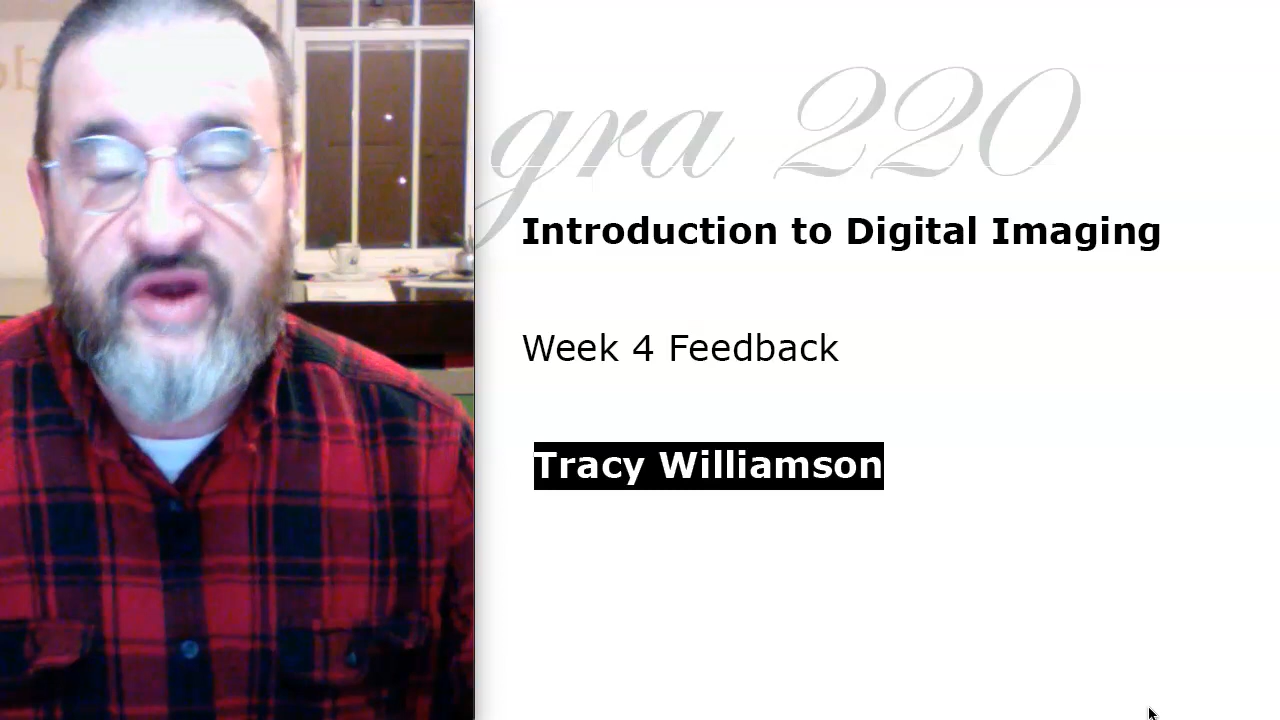 gra 220
Introduction to Digital Imaging
Week 4 Feedback
Tracy Williamson